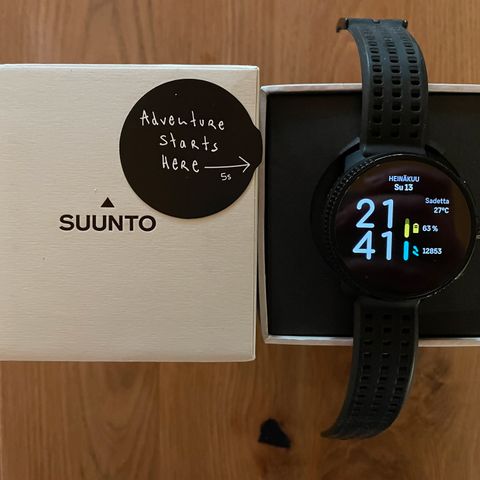 Adventure
starts
HERE
5s
SUUNTO
HEINÄKUU
Su 13
Sadetta
27°C
21
41
63 %
12853